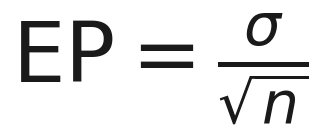 EP = σ / √n